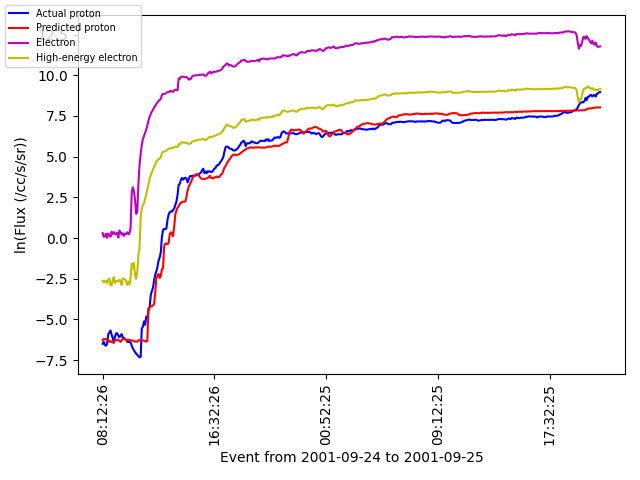 Actual proton
Predicted proton
Electron
High-energy electron
12.5
10.0
7.5
5.0
2.5
0.0
−2.5
−5.0
−7.5
ln(Flux (/cc/s/sr))
08:12:26
16:32:26
00:52:25
09:12:25
17:32:25
Event from 2001-09-24 to 2001-09-25